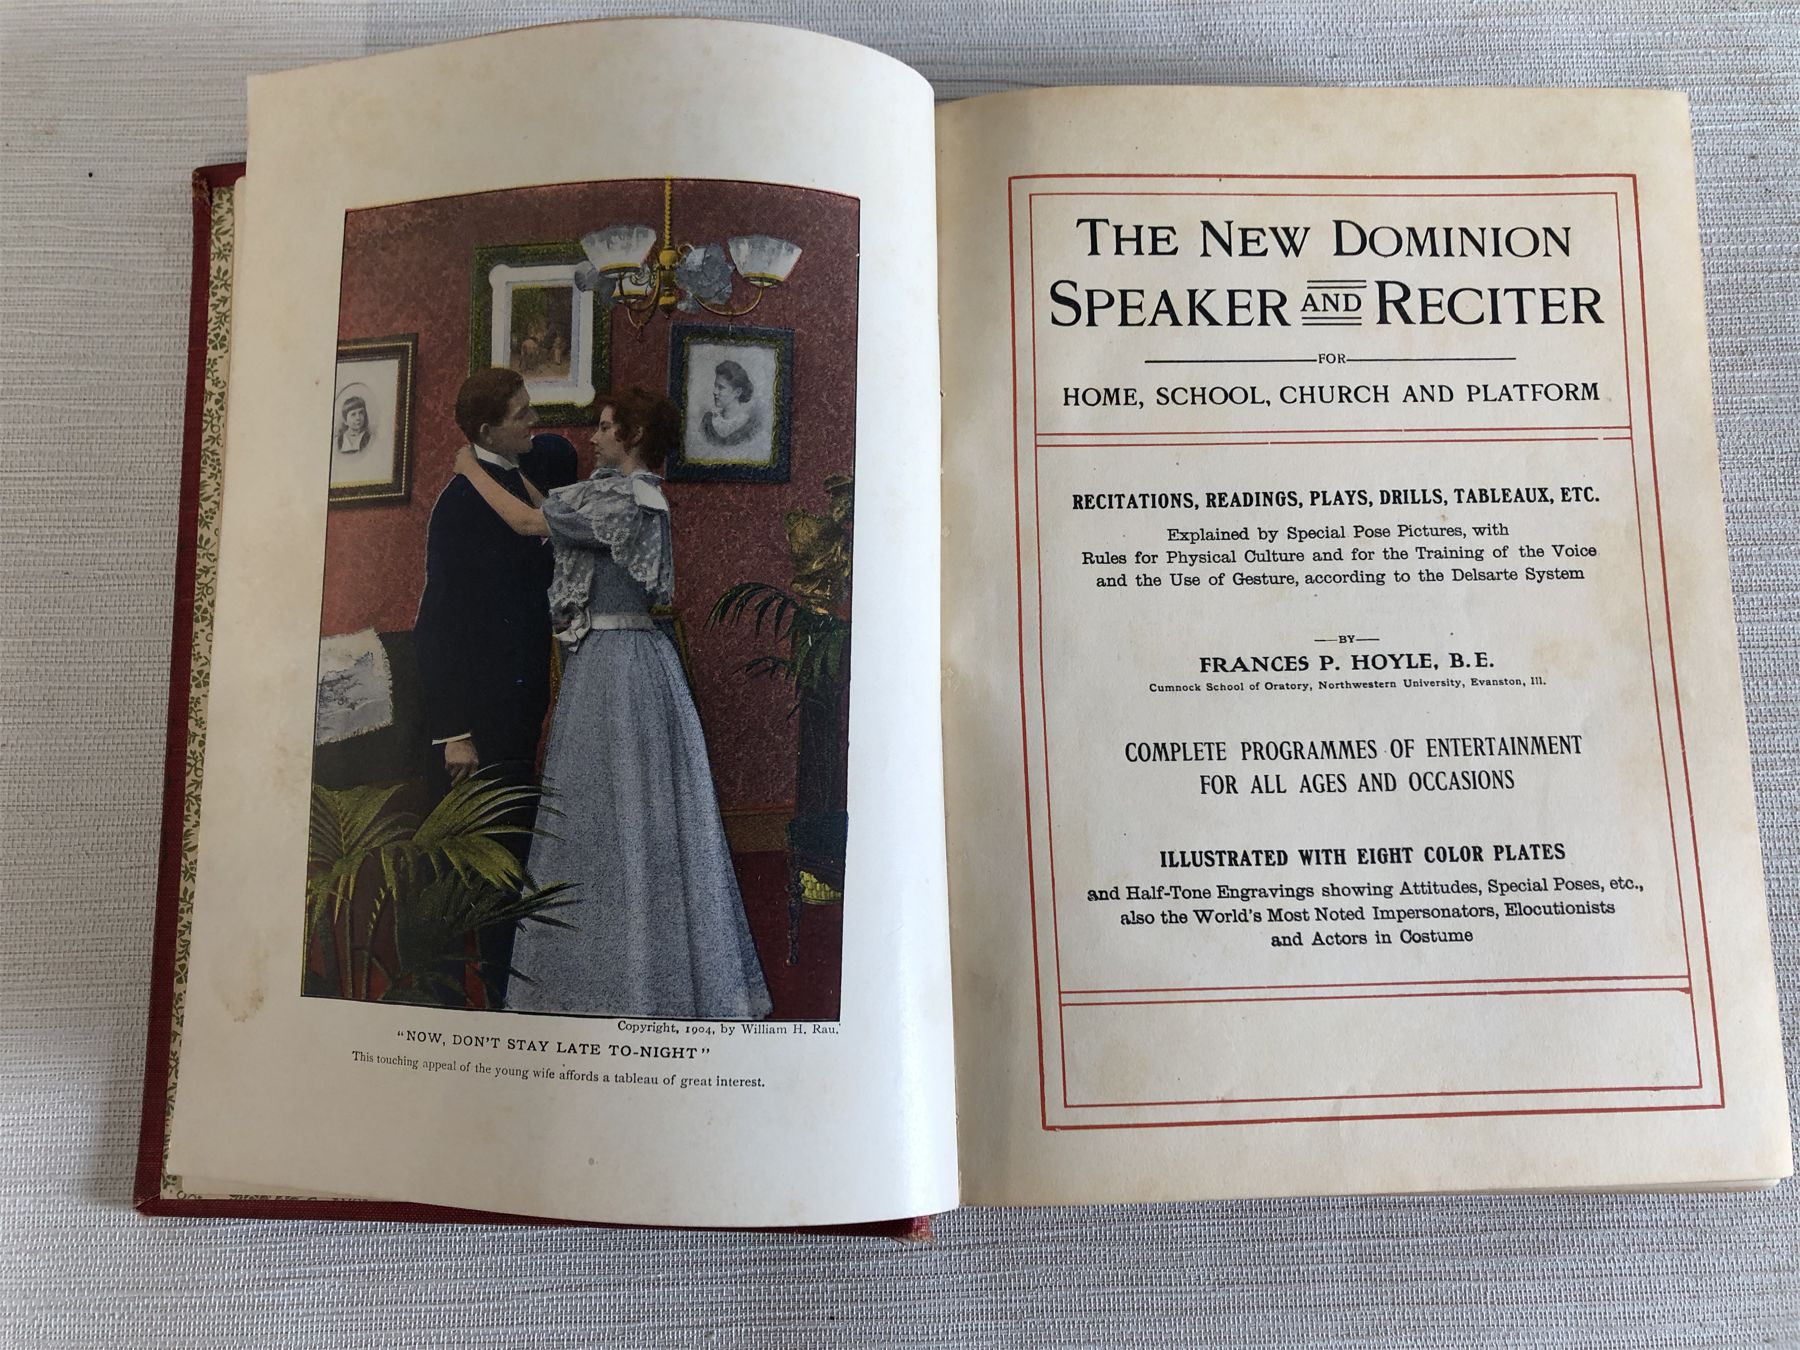 Copyright, 1904, by William H. Rau.
"NOW, DON'T STAY LATE TO-NIGHT"
This touching appeal of the young wife affords a tableau of great interest.
THE NEW DOMINION
SPEAKER AND RECITER
FOR
HOME, SCHOOL, CHURCH AND PLATFORM
RECITATIONS, READINGS, PLAYS, DRILLS, TABLEAUX, ETC.
Explained by Special Pose Pictures, with
Rules for Physical Culture and for the Training of the Voice
and the Use of Gesture, according to the Delsarte System
BY
FRANCES P. HOYLE, B.E.
Cumnock School of Oratory, Northwestern University, Evanston, Ill.
COMPLETE PROGRAMMES OF ENTERTAINMENT
FOR ALL AGES AND OCCASIONS
ILLUSTRATED WITH EIGHT COLOR PLATES
and Half-Tone Engravings showing Attitudes, Special Poses, etc.,
also the World's Most Noted Impersonators, Elocutionists
and Actors in Costume